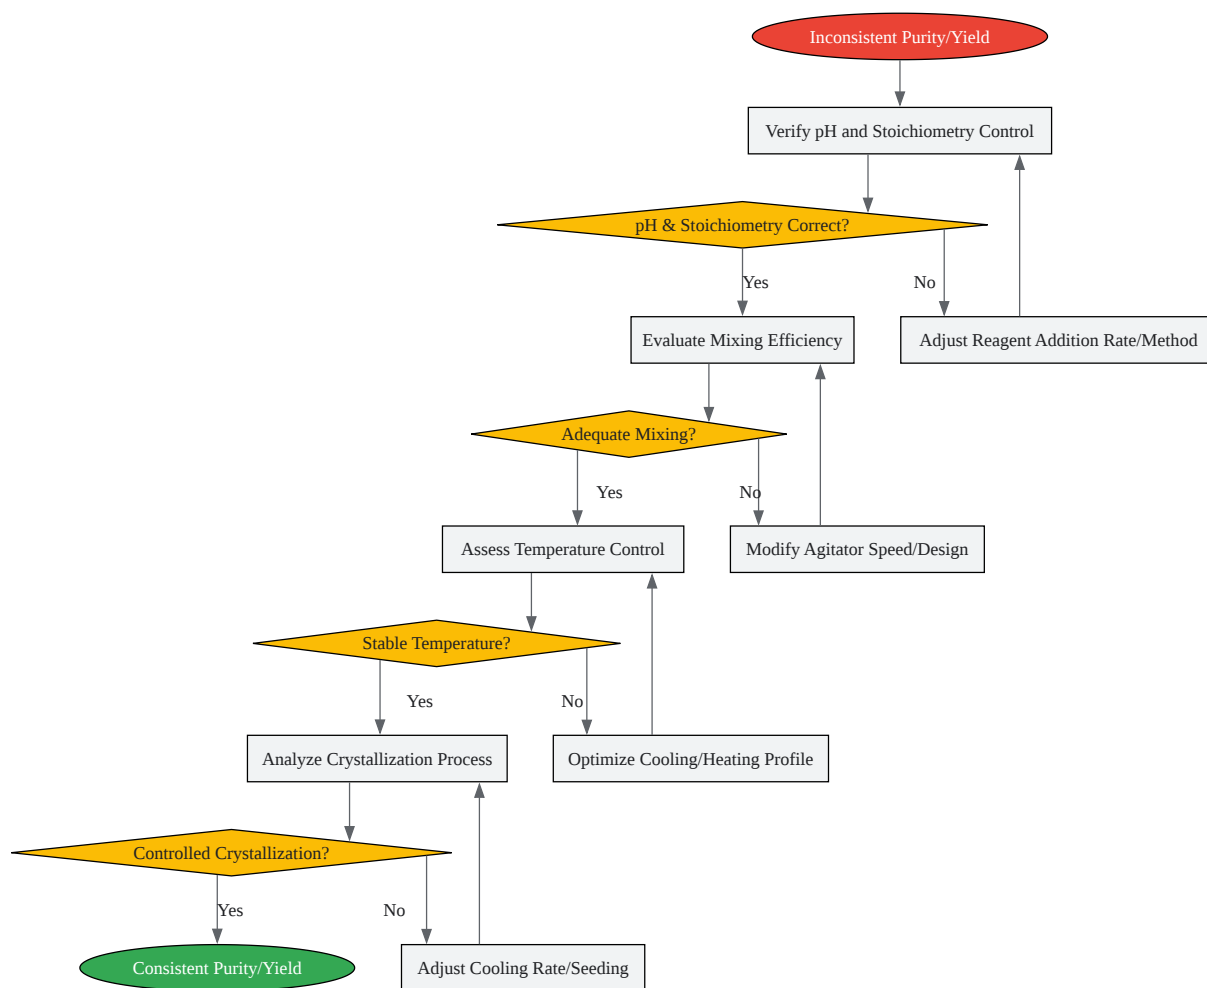 Inconsistent Purity/Yield
Verify pH and Stoichiometry Control
pH & Stoichiometry Correct?
Yes
No
Evaluate Mixing Efficiency
Adjust Reagent Addition Rate/Method
Adequate Mixing?
Yes
No
Assess Temperature Control
Modify Agitator Speed/Design
Stable Temperature?
Yes
No
Analyze Crystallization Process
Optimize Cooling/Heating Profile
Controlled Crystallization?
Yes
No
Consistent Purity/Yield
Adjust Cooling Rate/Seeding